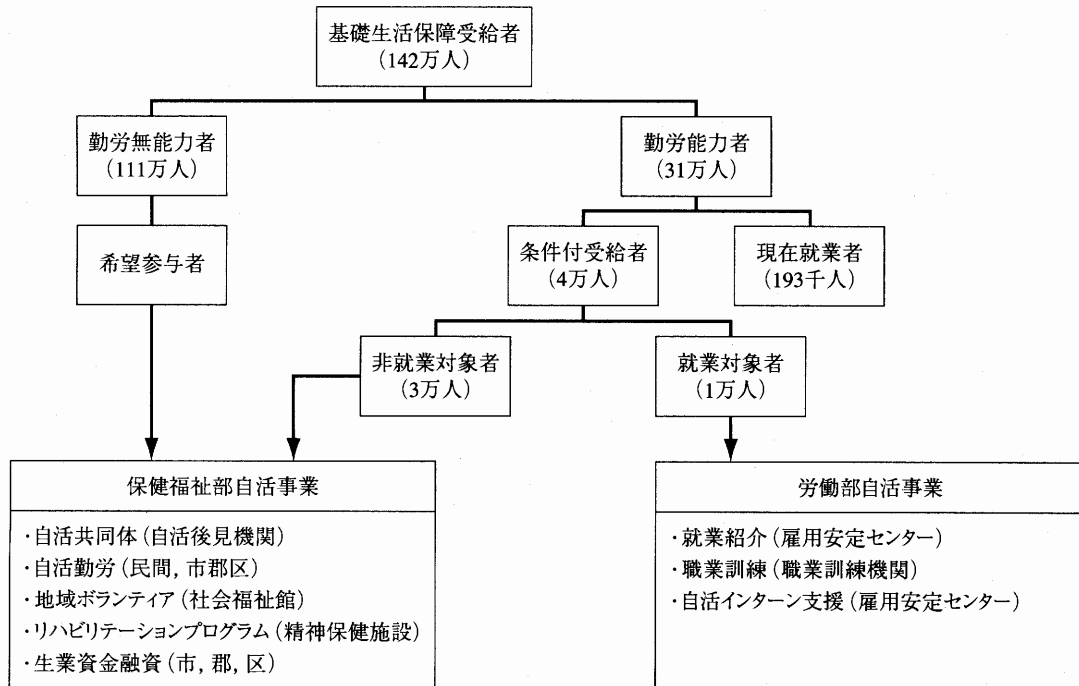 基礎生活保障受給者
(142万人)
勤労無能力者
(111万人)
勤労能力者
(31万人)
希望参与者
条件付受給者
(4万人)
現在就業者
(193千人)
非就業対象者
(3万人)
就業対象者
(1万人)
保健福祉部自活事業
・自活共同体(自活後見機関)
・自活勤労(民間, 市郡区)
・地域ボランティア(社会福祉館)
・リハビリテーションプログラム(精神保健施設)
・生業資金融資(市, 郡, 区)
労働部自活事業
・就業紹介(雇用安定センター)
・職業訓練(職業訓練機関)
・自活インターン支援(雇用安定センター)